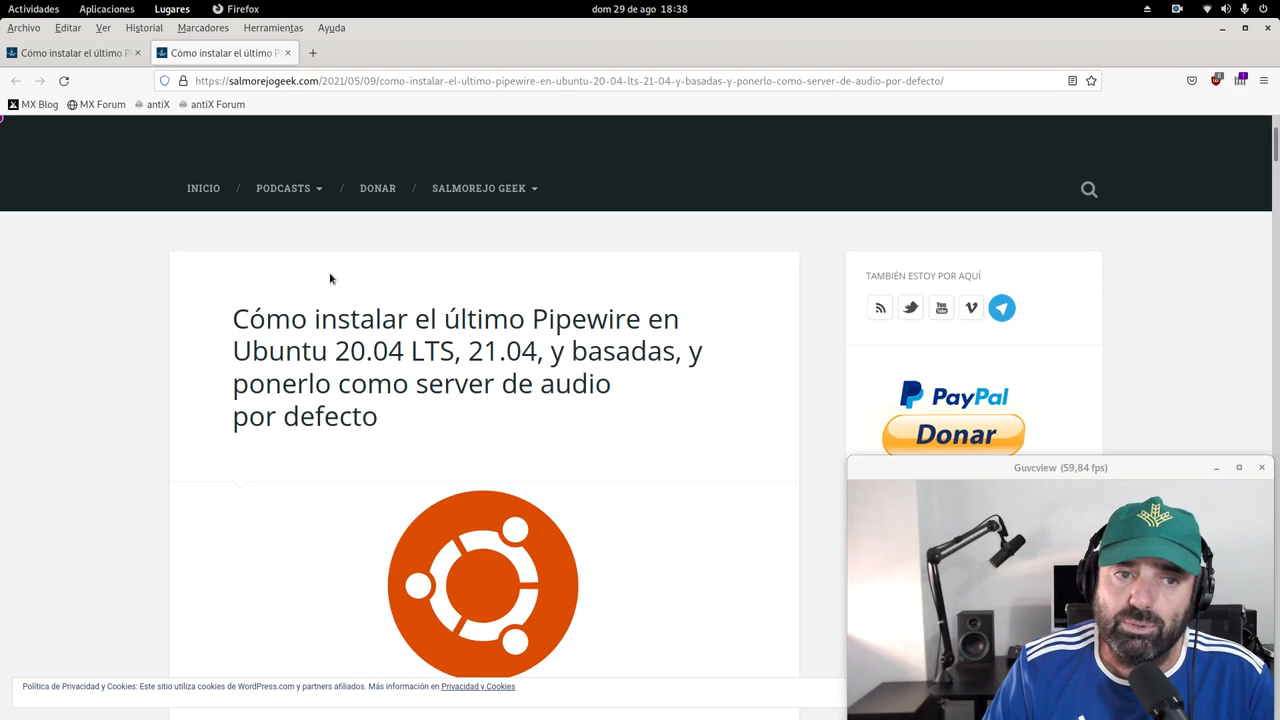 Actividades Aplicaciones Lugares Firefox dom 29 de ago 18:38
Archivo Editar Ver Historial Marcadores Herramientas Ayuda
Cómo instalar el último P Cómo instalar el último P
https://salmorejogeek.com/2021/05/09/como-instalar-el-ultimo-pipewire-en-ubuntu-20-04-lts-21-04-y-basadas-y-ponerlo-como-server-de-audio-por-defecto/
MX Blog MX Forum antiX antiX Forum
INICIO / PODCASTS / DONAR / SALMOREJO GEEK
Cómo instalar el último Pipewire en
Ubuntu 20.04 LTS, 21.04, y basadas, y
ponerlo como server de audio
por defecto
TAMBIÉN ESTOY POR AQUÍ
You
Tube
PayPal
Donar
Guvcview (59,84 fps)
Política de Privacidad y Cookies: Este sitio utiliza cookies de WordPress.com y partners afiliados. Más información en Privacidad y Cookies